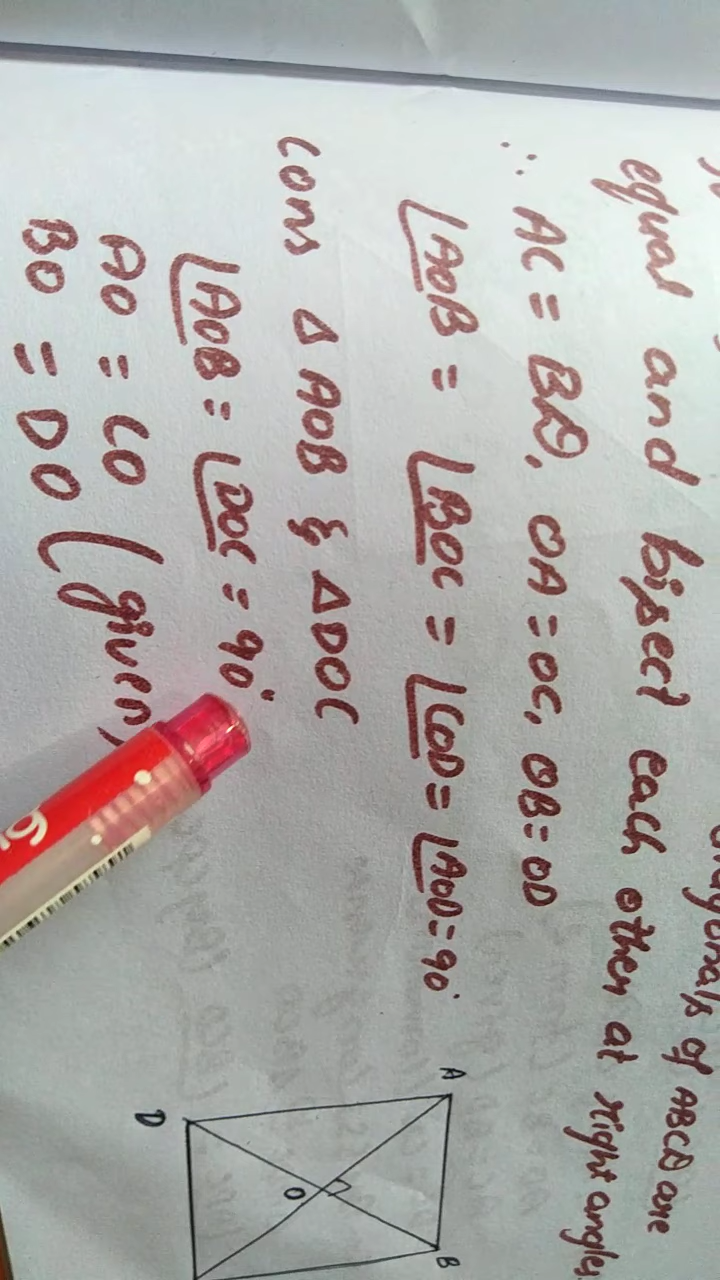 diagonals of ABCD are
equal and bisect each other at right angles
∴ AC = BD, OA = OC, OB = OD
∠AOB = ∠BOC = ∠COD = ∠AOD = 90°
Cons Δ AOB & Δ DOC
∠AOB = ∠DOC = 90°
AO = CO
BO = DO (given)
A
B
D
O